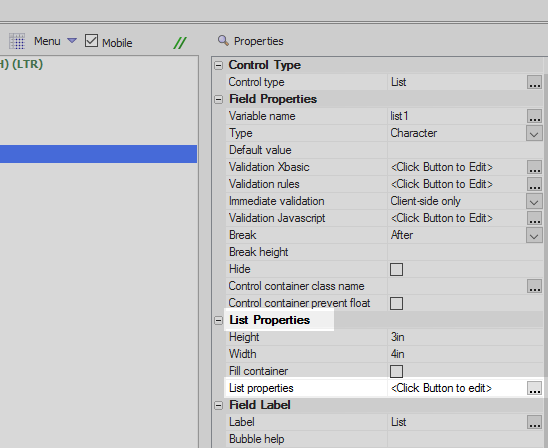 Menu Mobile // Properties
H) (LTR)
Control Type
Control type List ...
Field Properties
Variable name list1 ...
Type Character
Default value
Validation Xbasic <Click Button to Edit> ...
Validation rules <Click Button to Edit> ...
Immediate validation Client-side only
Validation Javascript <Click Button to Edit> ...
Break After
Break height
Hide
Control container class name ...
Control container prevent float
List Properties
Height 3in
Width 4in
Fill container
List properties <Click Button to edit> ...
Field Label
Label List ...
Bubble help